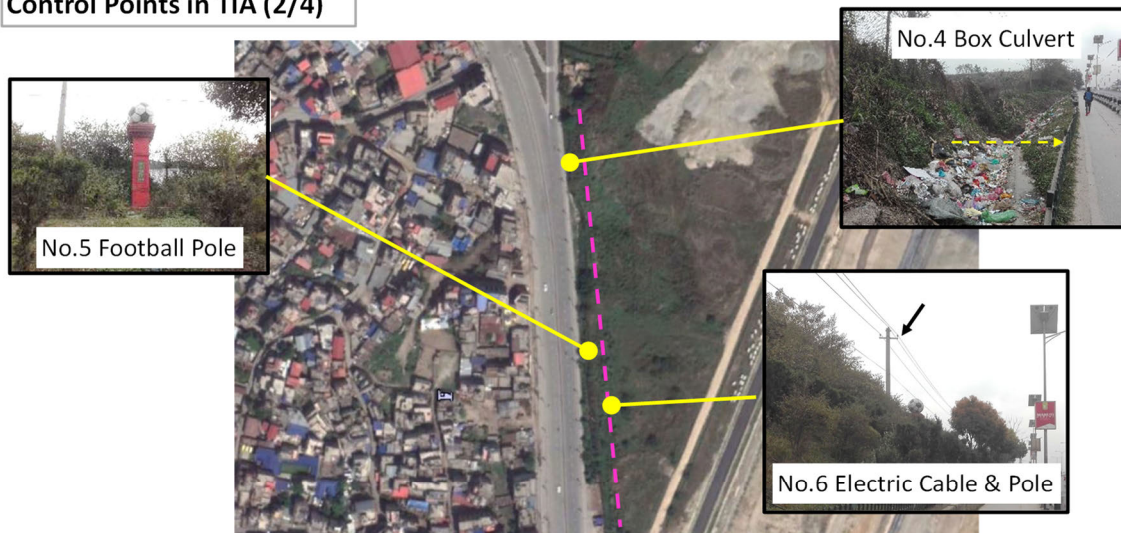 Control Points in TIA (2/4)
No.4 Box Culvert
No.5 Football Pole
No.6 Electric Cable & Pole